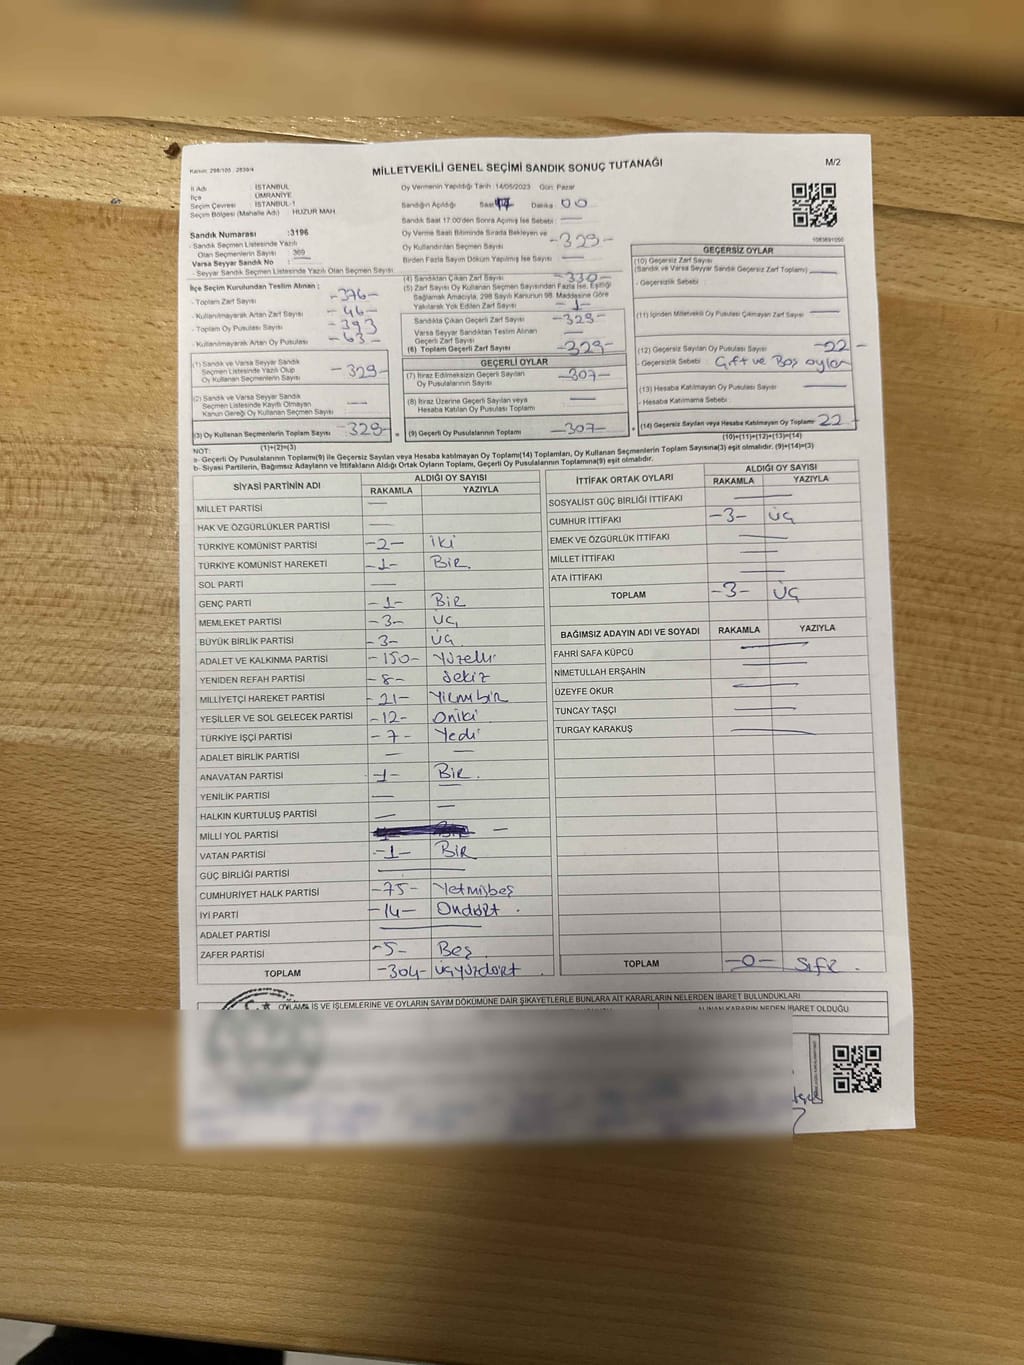 Kanun: 298/105 , 2839/4
MİLLETVEKİLİ GENEL SEÇİMİ SANDIK SONUÇ TUTANAĞI
M/2
İl Adı : İSTANBUL
İlçe : ÜMRANİYE
Seçim Çevresi : İSTANBUL-1
Seçim Bölgesi (Mahalle Adı) : HUZUR MAH
Sandık Numarası :3196
- Sandık Seçmen Listesinde Yazılı
Olan Seçmenlerin Sayısı : 369
Varsa Seyyar Sandık No :
- Seyyar Sandık Seçmen Listesinde Yazılı Olan Seçmen Sayısı
İlçe Seçim Kurulundan Teslim Alınan :
- Toplam Zarf Sayısı -376-
- Kullanılmayarak Artan Zarf Sayısı -46-
- Toplam Oy Pusulası Sayısı -393-
- Kullanılmayarak Artan Oy Pusulası -63-
(1) Sandık ve Varsa Seyyar Sandık
Seçmen Listesinde Yazılı Olup
Oy Kullanan Seçmenlerin Sayısı -329-
(2) Sandık ve Varsa Seyyar Sandık
Seçmen Listesinde Kayıtlı Olmayan
Kanun Gereği Oy Kullanan Seçmen Sayısı —
(3) Oy Kullanan Seçmenlerin Toplam Sayısı -329-
(1)+(2)=(3)
Oy Vermenin Yapıldığı Tarih :14/05/2023 Gün: Pazar
Sandığın Açıldığı Saat 17 Dakika : 00
Sandık Saat 17:00'den Sonra Açılmış İse Sebebi : —
Oy Verme Saati Bitiminde Sırada Bekleyen ve
Oy Kullandırılan Seçmen Sayısı -329-
Birden Fazla Sayım Döküm Yapılmış İse Sayısı : —
(4) Sandıktan Çıkan Zarf Sayısı -330-
(5) Zarf Sayısı Oy Kullanan Seçmen Sayısından Fazla İse, Eşitliği
Sağlamak Amacıyla, 298 Sayılı Kanunun 98. Maddesine Göre
Yakılarak Yok Edilen Zarf Sayısı -1-
Sandıkta Çıkan Geçerli Zarf Sayısı -329-
Varsa Seyyar Sandıktan Teslim Alınan
Geçerli Zarf Sayısı —
(6) Toplam Geçerli Zarf Sayısı -329-
GEÇERLİ OYLAR
(7) İtiraz Edilmeksizin Geçerli Sayılan
Oy Pusulasının Sayısı -307-
(8) İtiraz Üzerine Geçerli Sayılan veya
Hesaba Katılan Oy Pusulası Toplamı —
(9) Geçerli Oy Pusulalarının Toplamı -307-
GEÇERSİZ OYLAR
(10) Geçersiz Zarf Sayısı
(Sandık ve Varsa Seyyar Sandık Geçersiz Zarf Toplamı) —
- Geçersizlik Sebebi :
(11) İçinden Milletvekili Oy Pusulası Çıkmayan Zarf Sayısı —
(12) Geçersiz Sayılan Oy Pusulası Sayısı -22-
- Geçersizlik Sebebi : Çift ve Boş oylar
(13) Hesaba Katılmayan Oy Pusulası Sayısı —
- Hesaba Katılmama Sebebi :
(14) Geçersiz Sayılan veya Hesaba Katılmayan Oy Toplamı 22-
(10)+(11)+(12)+(13)=(14)
NOT:
a- Geçerli Oy Pusulalarının Toplamı(9) ile Geçersiz Sayılan veya Hesaba katılmayan Oy Toplamı(14) Toplamları, Oy Kullanan Seçmenlerin Toplam Sayısına(3) eşit olmalıdır. (9)+(14)=(3)
b- Siyasi Partilerin, Bağımsız Adayların ve İttifakların Aldığı Ortak Oyların Toplamı, Geçerli Oy Pusulalarının Toplamına(9) eşit olmalıdır.
SİYASİ PARTİNİN ADI ALDIĞI OY SAYISI
RAKAMLA YAZIYLA
MİLLET PARTİSİ —
HAK VE ÖZGÜRLÜKLER PARTİSİ —
TÜRKİYE KOMÜNİST PARTİSİ -2- iki
TÜRKİYE KOMÜNİST HAREKETİ -1- Bir.
SOL PARTİ —
GENÇ PARTİ -1- Bir
MEMLEKET PARTİSİ -3- üç
BÜYÜK BİRLİK PARTİSİ -3- üç
ADALET VE KALKINMA PARTİSİ -150- Yüzelli
YENİDEN REFAH PARTİSİ -8- Sekiz
MİLLİYETÇİ HAREKET PARTİSİ -21- Yirmibir
YEŞİLLER VE SOL GELECEK PARTİSİ -12- Oniki
TÜRKİYE İŞÇİ PARTİSİ -7- Yedi
ADALET BİRLİK PARTİSİ — —
ANAVATAN PARTİSİ -1- Bir.
YENİLİK PARTİSİ — —
HALKIN KURTULUŞ PARTİSİ — —
MİLLİ YOL PARTİSİ —
VATAN PARTİSİ -1- Bir
GÜÇ BİRLİĞİ PARTİSİ —
CUMHURİYET HALK PARTİSİ -75- Yetmişbeş
İYİ PARTİ -14- Ondört .
ADALET PARTİSİ —
ZAFER PARTİSİ -5- Beş
TOPLAM -304- üçyüzdört .
İTTİFAK ORTAK OYLARI ALDIĞI OY SAYISI
RAKAMLA YAZIYLA
SOSYALİST GÜÇ BİRLİĞİ İTTİFAKI —
CUMHUR İTTİFAKI -3- üç
EMEK VE ÖZGÜRLÜK İTTİFAKI —
MİLLET İTTİFAKI —
ATA İTTİFAKI —
TOPLAM -3- üç
BAĞIMSIZ ADAYIN ADI VE SOYADI RAKAMLA YAZIYLA
FAHRİ SAFA KÜPCÜ —
NİMETULLAH ERŞAHİN —
ÜZEYFE OKUR —
TUNCAY TAŞÇI —
TURGAY KARAKUŞ —
TOPLAM -0- Sıfır .
OYLAMA İŞ VE İŞLEMLERİNE VE OYLARIN SAYIM DÖKÜMÜNE DAİR ŞİKAYETLERLE BUNLARA AİT KARARLARIN NELERDEN İBARET BULUNDUKLARI
ALINAN KARARIN NEDEN İBARET OLDUĞU